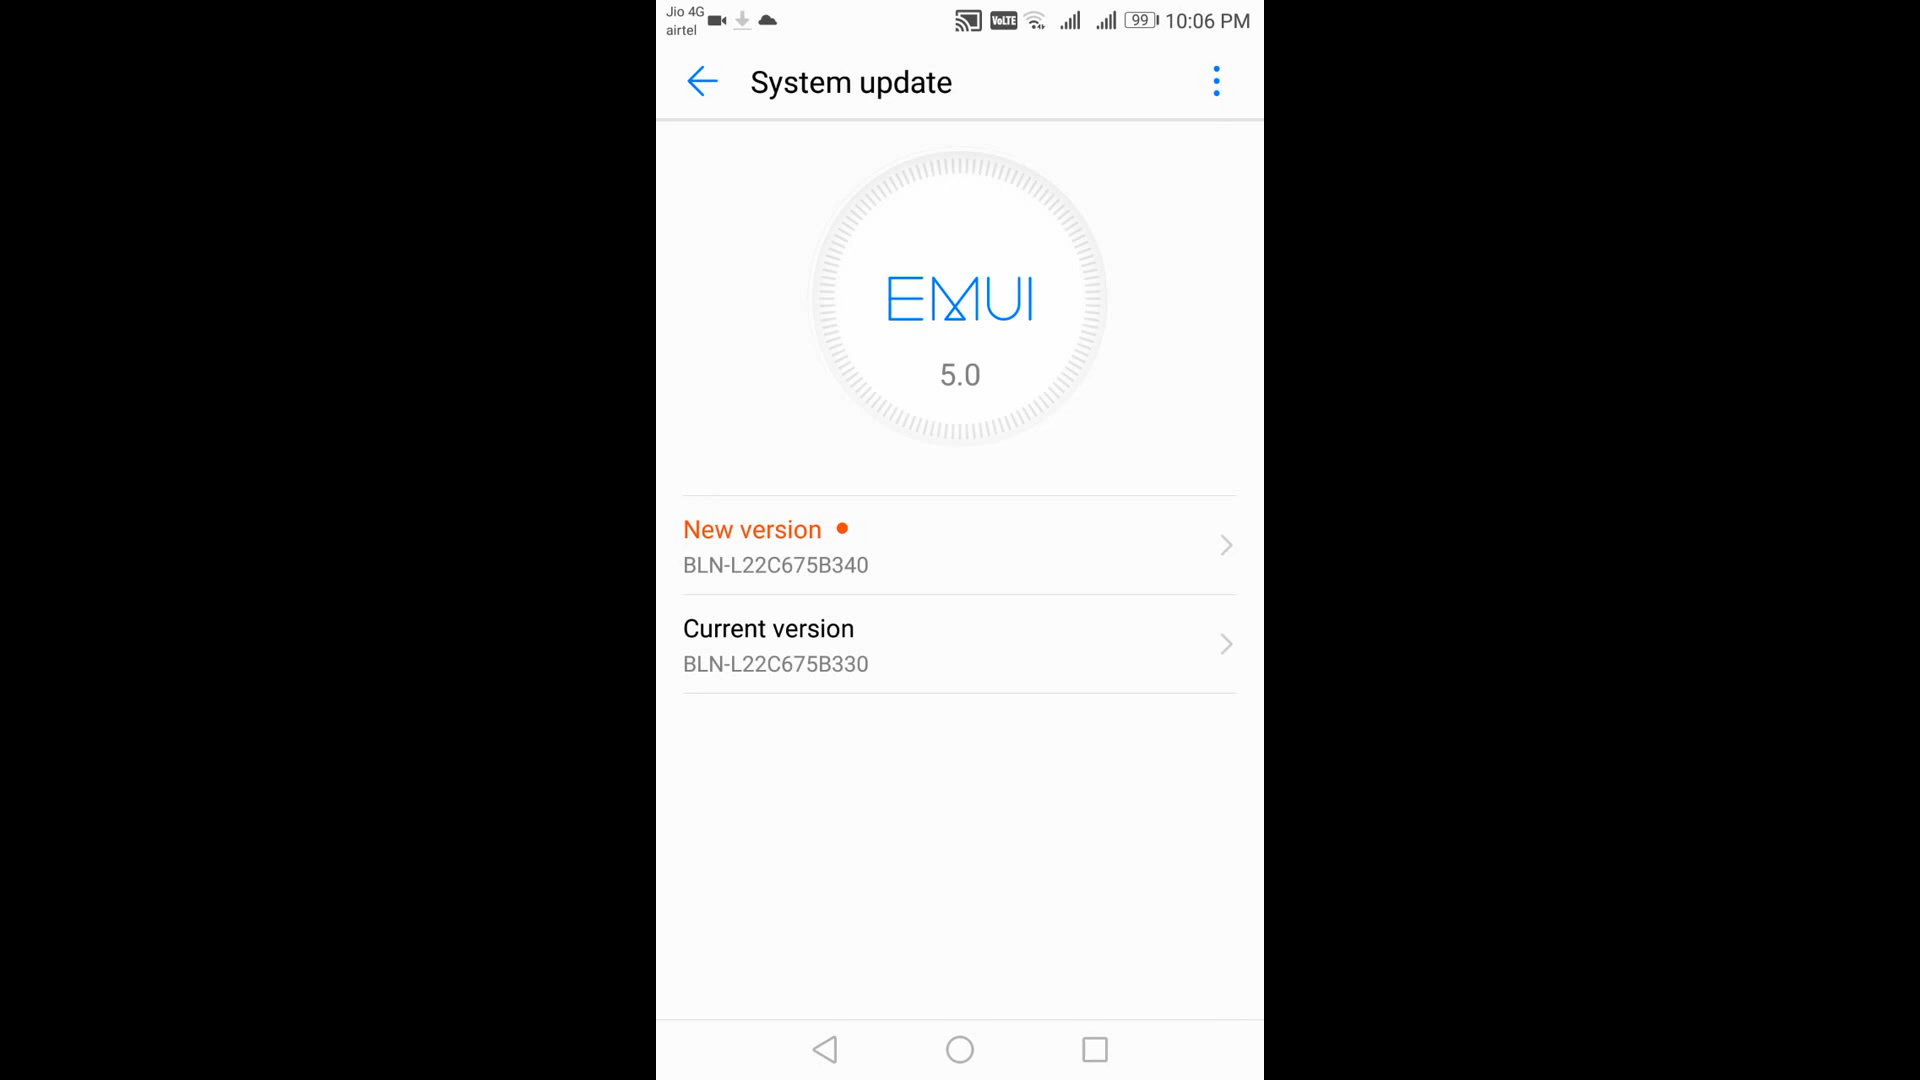 Jio 4G
airtel
VoLTE 99 10:06 PM
System update
EMUI
5.0
New version
BLN-L22C675B340
Current version
BLN-L22C675B330